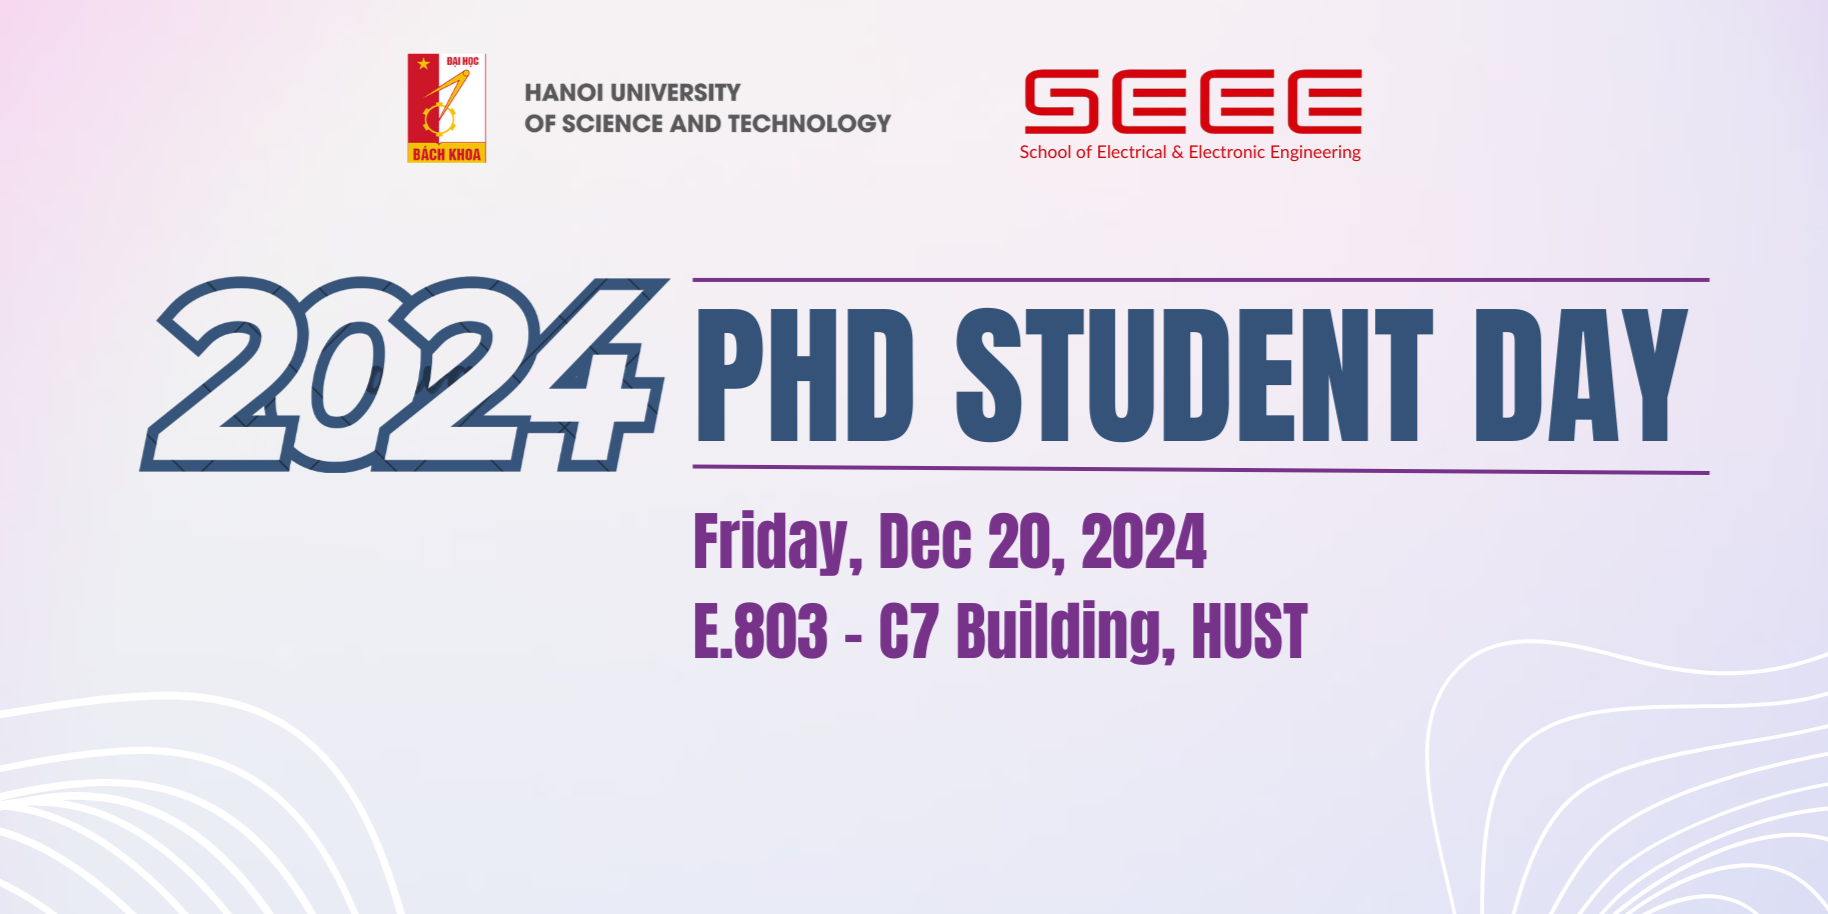 ĐẠI HỌC
BÁCH KHOA
HANOI UNIVERSITY
OF SCIENCE AND TECHNOLOGY
SEEE
School of Electrical & Electronic Engineering
2024
PHD STUDENT DAY
Friday, Dec 20, 2024
E.803 - C7 Building, HUST